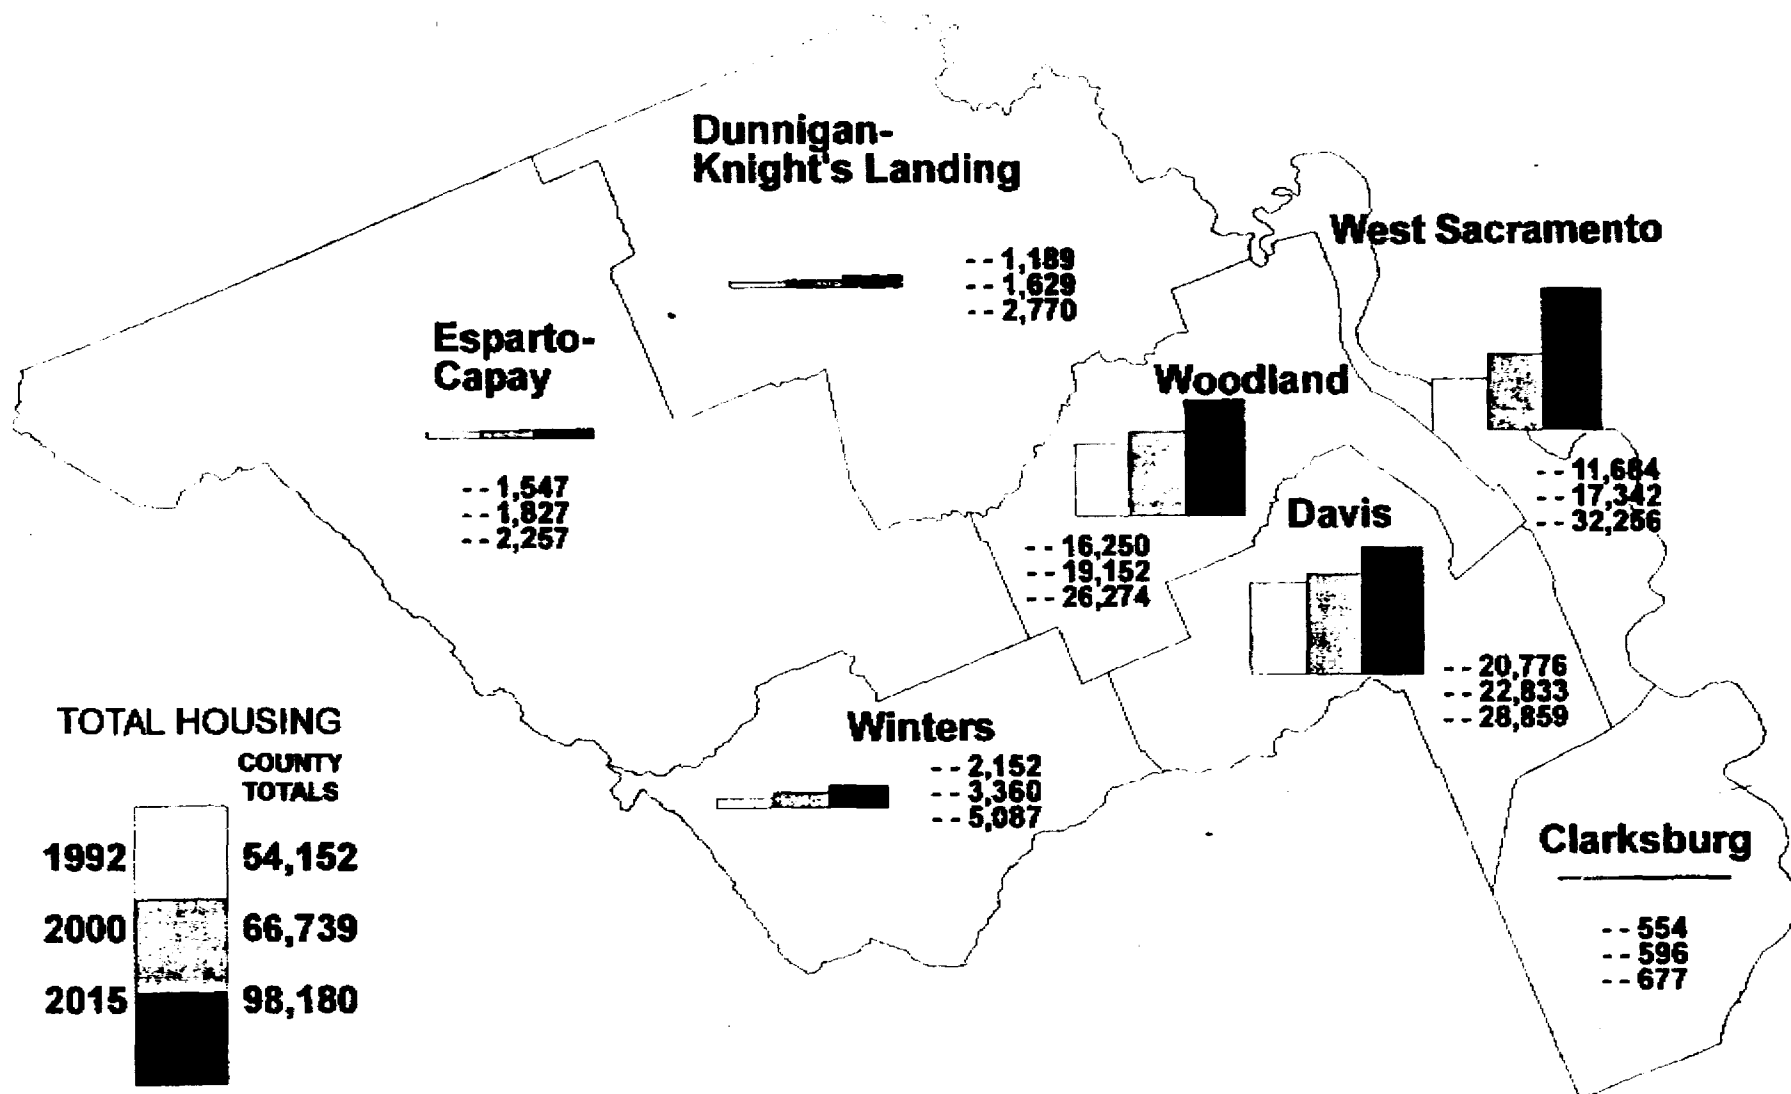 Dunnigan-
Knight's Landing
-- 1,189
-- 1,629
-- 2,770
West Sacramento
-- 11,684
-- 17,342
-- 32,256
Esparto-
Capay
-- 1,547
-- 1,827
-- 2,257
Woodland
-- 16,250
-- 19,152
-- 26,274
Davis
-- 20,776
-- 22,833
-- 28,859
Winters
-- 2,152
-- 3,360
-- 5,087
Clarksburg
-- 554
-- 596
-- 677
TOTAL HOUSING
COUNTY
TOTALS
1992 54,152
2000 66,739
2015 98,180